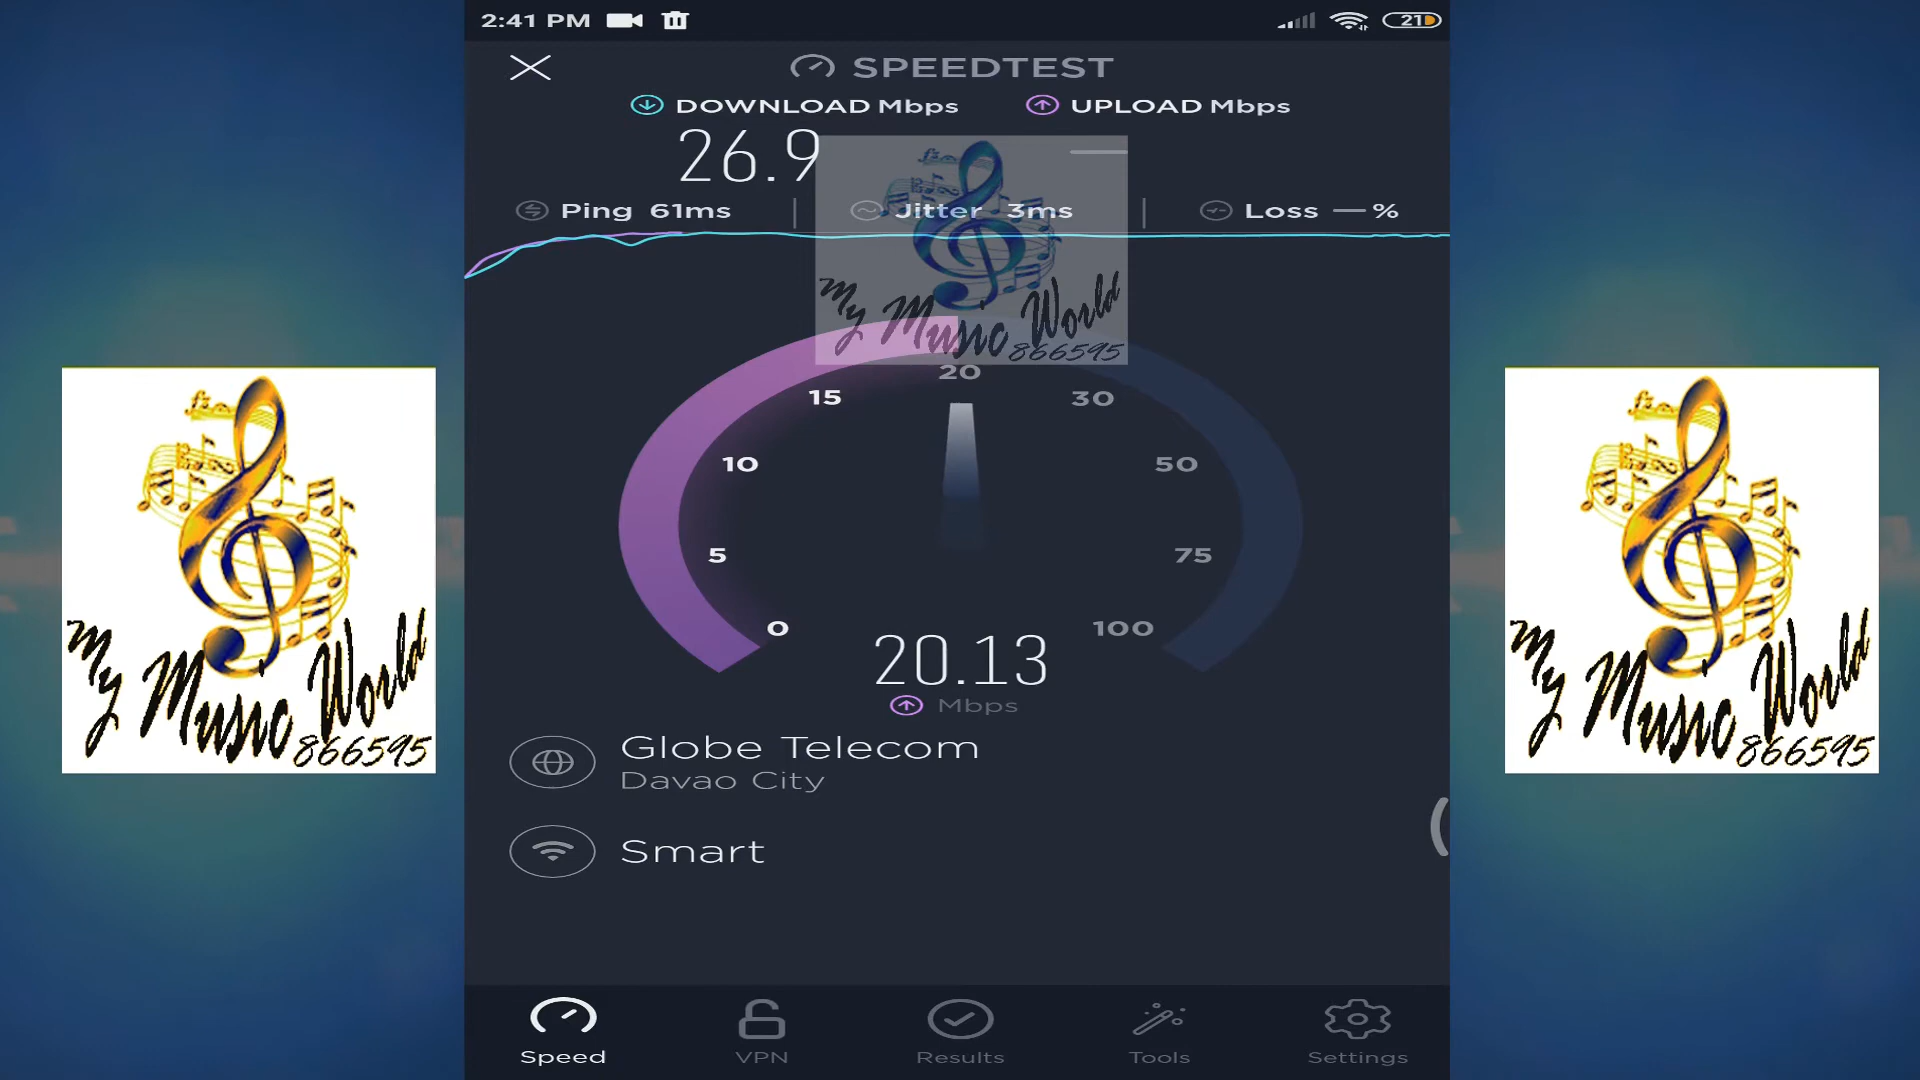 2:41 PM
21
SPEEDTEST
DOWNLOAD Mbps
UPLOAD Mbps
26.9
Ping 61ms
Jitter 3ms
Loss — %
My Music World
866595
0
5
10
15
20
30
50
75
100
20.13
Mbps
Globe Telecom
Davao City
Smart
Speed
VPN
Results
Tools
Settings
My Music World
866595
My Music World
866595